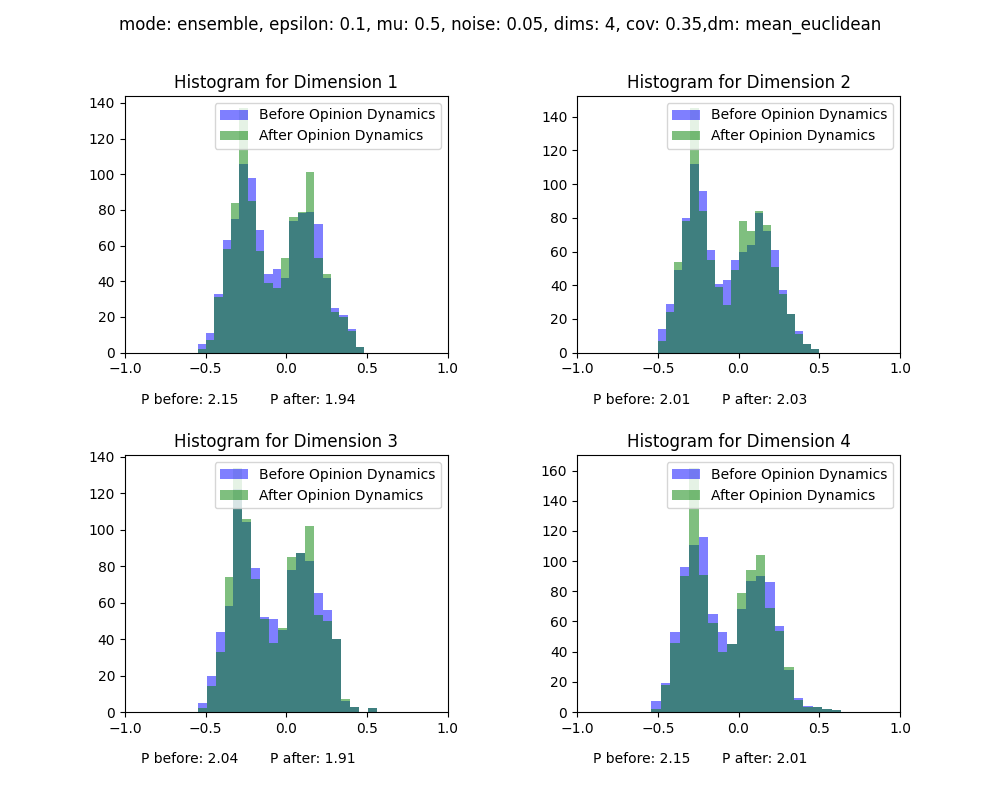 mode: ensemble, epsilon: 0.1, mu: 0.5, noise: 0.05, dims: 4, cov: 0.35,dm: mean_euclidean
Histogram for Dimension 1
Before Opinion Dynamics
After Opinion Dynamics
140
120
100
80
60
40
20
0
−1.0 −0.5 0.0 0.5 1.0
P before: 2.15 P after: 1.94
Histogram for Dimension 2
Before Opinion Dynamics
After Opinion Dynamics
140
120
100
80
60
40
20
0
−1.0 −0.5 0.0 0.5 1.0
P before: 2.01 P after: 2.03
Histogram for Dimension 3
Before Opinion Dynamics
After Opinion Dynamics
140
120
100
80
60
40
20
0
−1.0 −0.5 0.0 0.5 1.0
P before: 2.04 P after: 1.91
Histogram for Dimension 4
Before Opinion Dynamics
After Opinion Dynamics
160
140
120
100
80
60
40
20
0
−1.0 −0.5 0.0 0.5 1.0
P before: 2.15 P after: 2.01